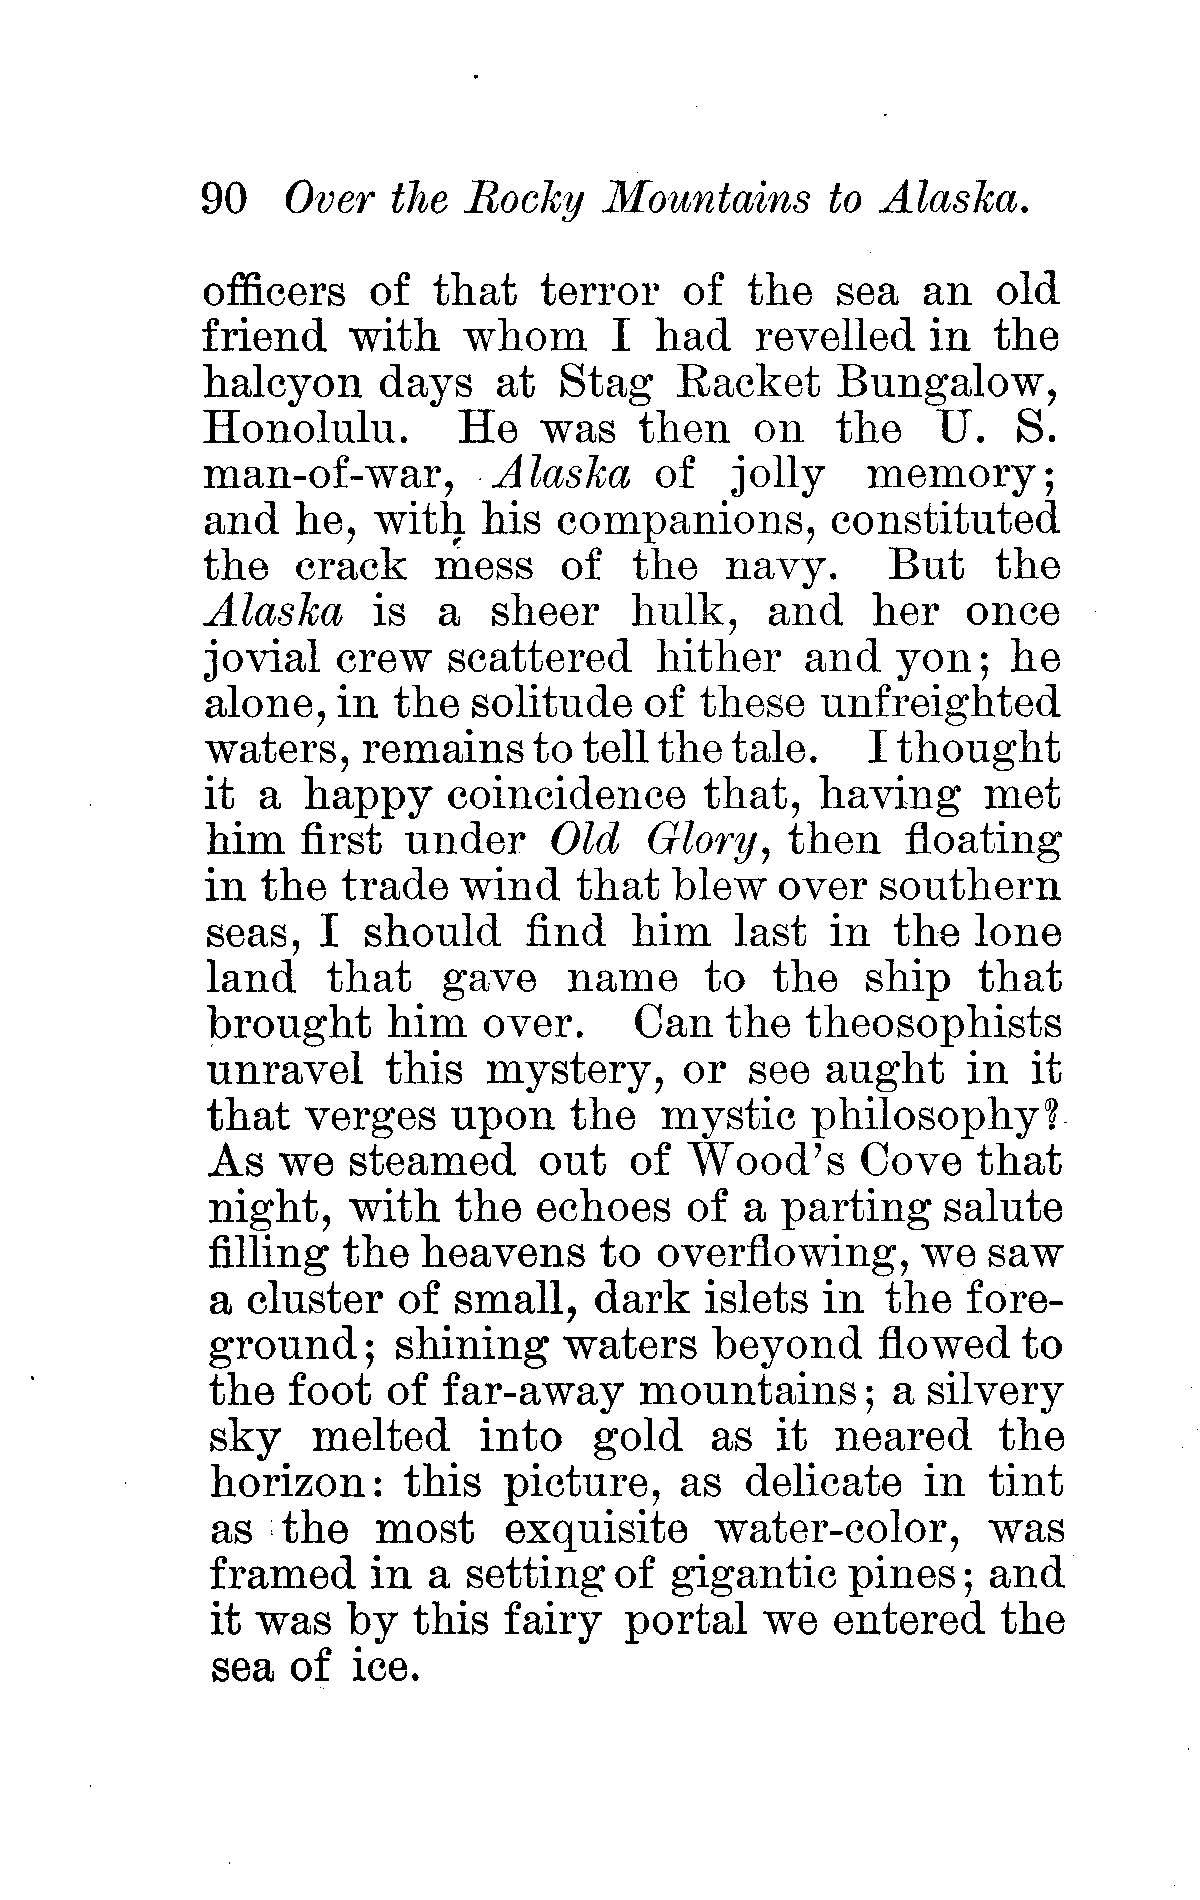 90 Over the Rocky Mountains to Alaska.
officers of that terror of the sea an old
friend with whom I had revelled in the
halcyon days at Stag Racket Bungalow,
Honolulu. He was then on the U. S.
man-of-war, Alaska of jolly memory;
and he, with his companions, constituted
the crack mess of the navy. But the
Alaska is a sheer hulk, and her once
jovial crew scattered hither and yon; he
alone, in the solitude of these unfreighted
waters, remains to tell the tale. I thought
it a happy coincidence that, having met
him first under Old Glory, then floating
in the trade wind that blew over southern
seas, I should find him last in the lone
land that gave name to the ship that
brought him over. Can the theosophists
unravel this mystery, or see aught in it
that verges upon the mystic philosophy?
As we steamed out of Wood's Cove that
night, with the echoes of a parting salute
filling the heavens to overflowing, we saw
a cluster of small, dark islets in the fore-
ground; shining waters beyond flowed to
the foot of far-away mountains; a silvery
sky melted into gold as it neared the
horizon: this picture, as delicate in tint
as the most exquisite water-color, was
framed in a setting of gigantic pines; and
it was by this fairy portal we entered the
sea of ice.